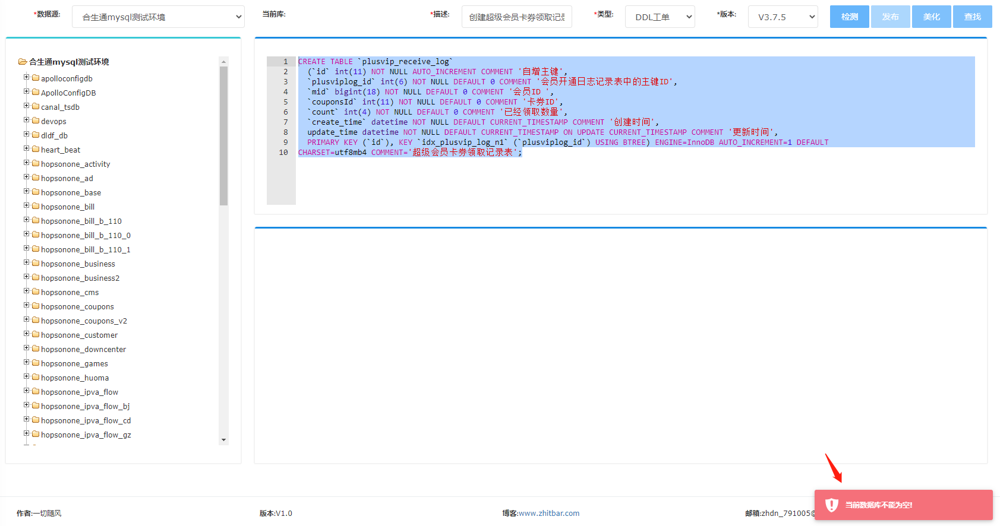 *数据源: 合生通mysql测试环境 当前库: *描述: 创建超级会员卡券领取记录 *类型: DDL工单 *版本: V3.7.5 检测 发布 美化 查找
合生通mysql测试环境
apolloconfigdb
ApolloConfigDB
canal_tsdb
devops
dldf_db
heart_beat
hopsonone_activity
hopsonone_ad
hopsonone_base
hopsonone_bill
hopsonone_bill_b_110
hopsonone_bill_b_110_0
hopsonone_bill_b_110_1
hopsonone_business
hopsonone_business2
hopsonone_cms
hopsonone_coupons
hopsonone_coupons_v2
hopsonone_customer
hopsonone_downcenter
hopsonone_games
hopsonone_huoma
hopsonone_ipva_flow
hopsonone_ipva_flow_bj
hopsonone_ipva_flow_cd
hopsonone_ipva_flow_gz
1 CREATE TABLE `plusvip_receive_log`
2 (`id` int(11) NOT NULL AUTO_INCREMENT COMMENT '自增主键',
3 `plusviplog_id` int(6) NOT NULL DEFAULT 0 COMMENT '会员开通日志记录表中的主键ID',
4 `mid` bigint(18) NOT NULL DEFAULT 0 COMMENT '会员ID ',
5 `couponsId` int(11) NOT NULL DEFAULT 0 COMMENT '卡券ID',
6 `count` int(4) NOT NULL DEFAULT 0 COMMENT '已经领取数量',
7 `create_time` datetime NOT NULL DEFAULT CURRENT_TIMESTAMP COMMENT '创建时间',
8 update_time datetime NOT NULL DEFAULT CURRENT_TIMESTAMP ON UPDATE CURRENT_TIMESTAMP COMMENT '更新时间',
9 PRIMARY KEY (`id`), KEY `idx_plusvip_log_n1` (`plusviplog_id`) USING BTREE) ENGINE=InnoDB AUTO_INCREMENT=1 DEFAULT
10 CHARSET=utf8mb4 COMMENT='超级会员卡券领取记录表';
当前数据库不能为空!
作者:一切随风 版本:V1.0 博客:www.zhitbar.com 邮箱:zhdn_791005@